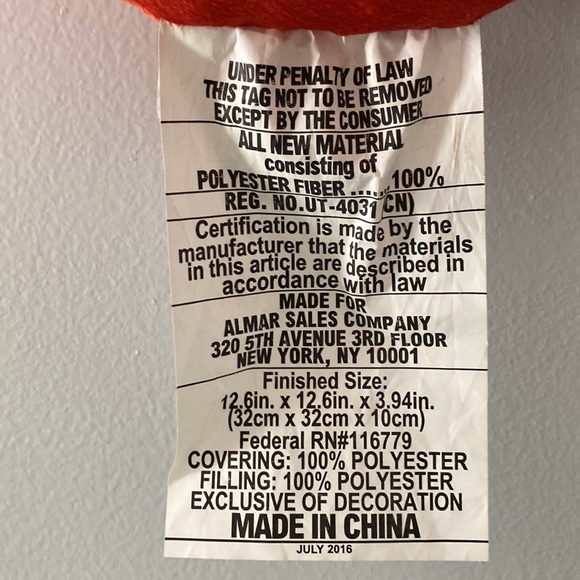 UNDER PENALTY OF LAW
THIS TAG NOT TO BE REMOVED
EXCEPT BY THE CONSUMER
ALL NEW MATERIAL
consisting of
POLYESTER FIBER ......100%
REG. NO.UT-4031 (CN)
Certification is made by the
manufacturer that the materials
in this article are described in
accordance with law
MADE FOR
ALMAR SALES COMPANY
320 5TH AVENUE 3RD FLOOR
NEW YORK, NY 10001
Finished Size:
12.6in. x 12.6in. x 3.94in.
(32cm x 32cm x 10cm)
Federal RN#116779
COVERING: 100% POLYESTER
FILLING: 100% POLYESTER
EXCLUSIVE OF DECORATION
MADE IN CHINA
JULY 2016